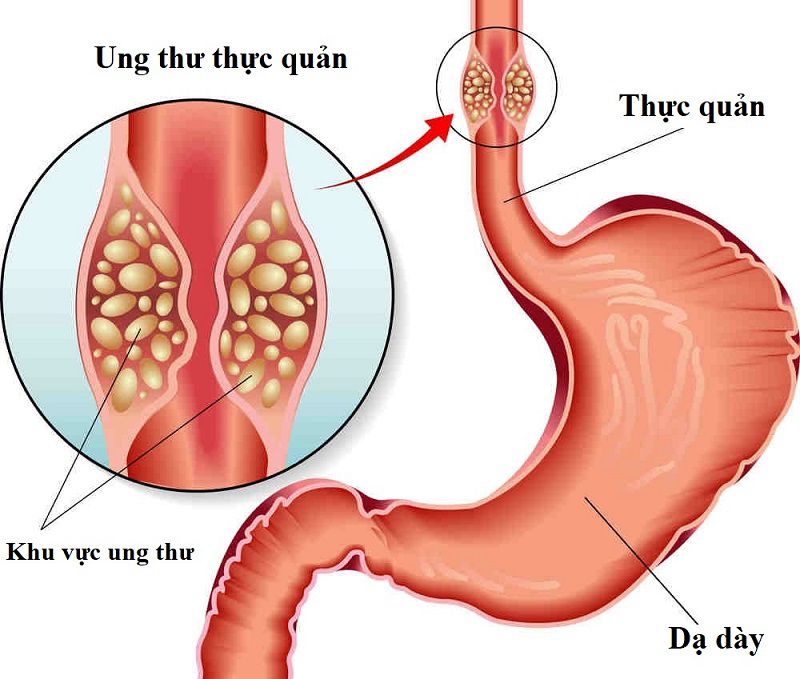 Ung thư thực quản
Thực quản
Khu vực ung thư
Dạ dày